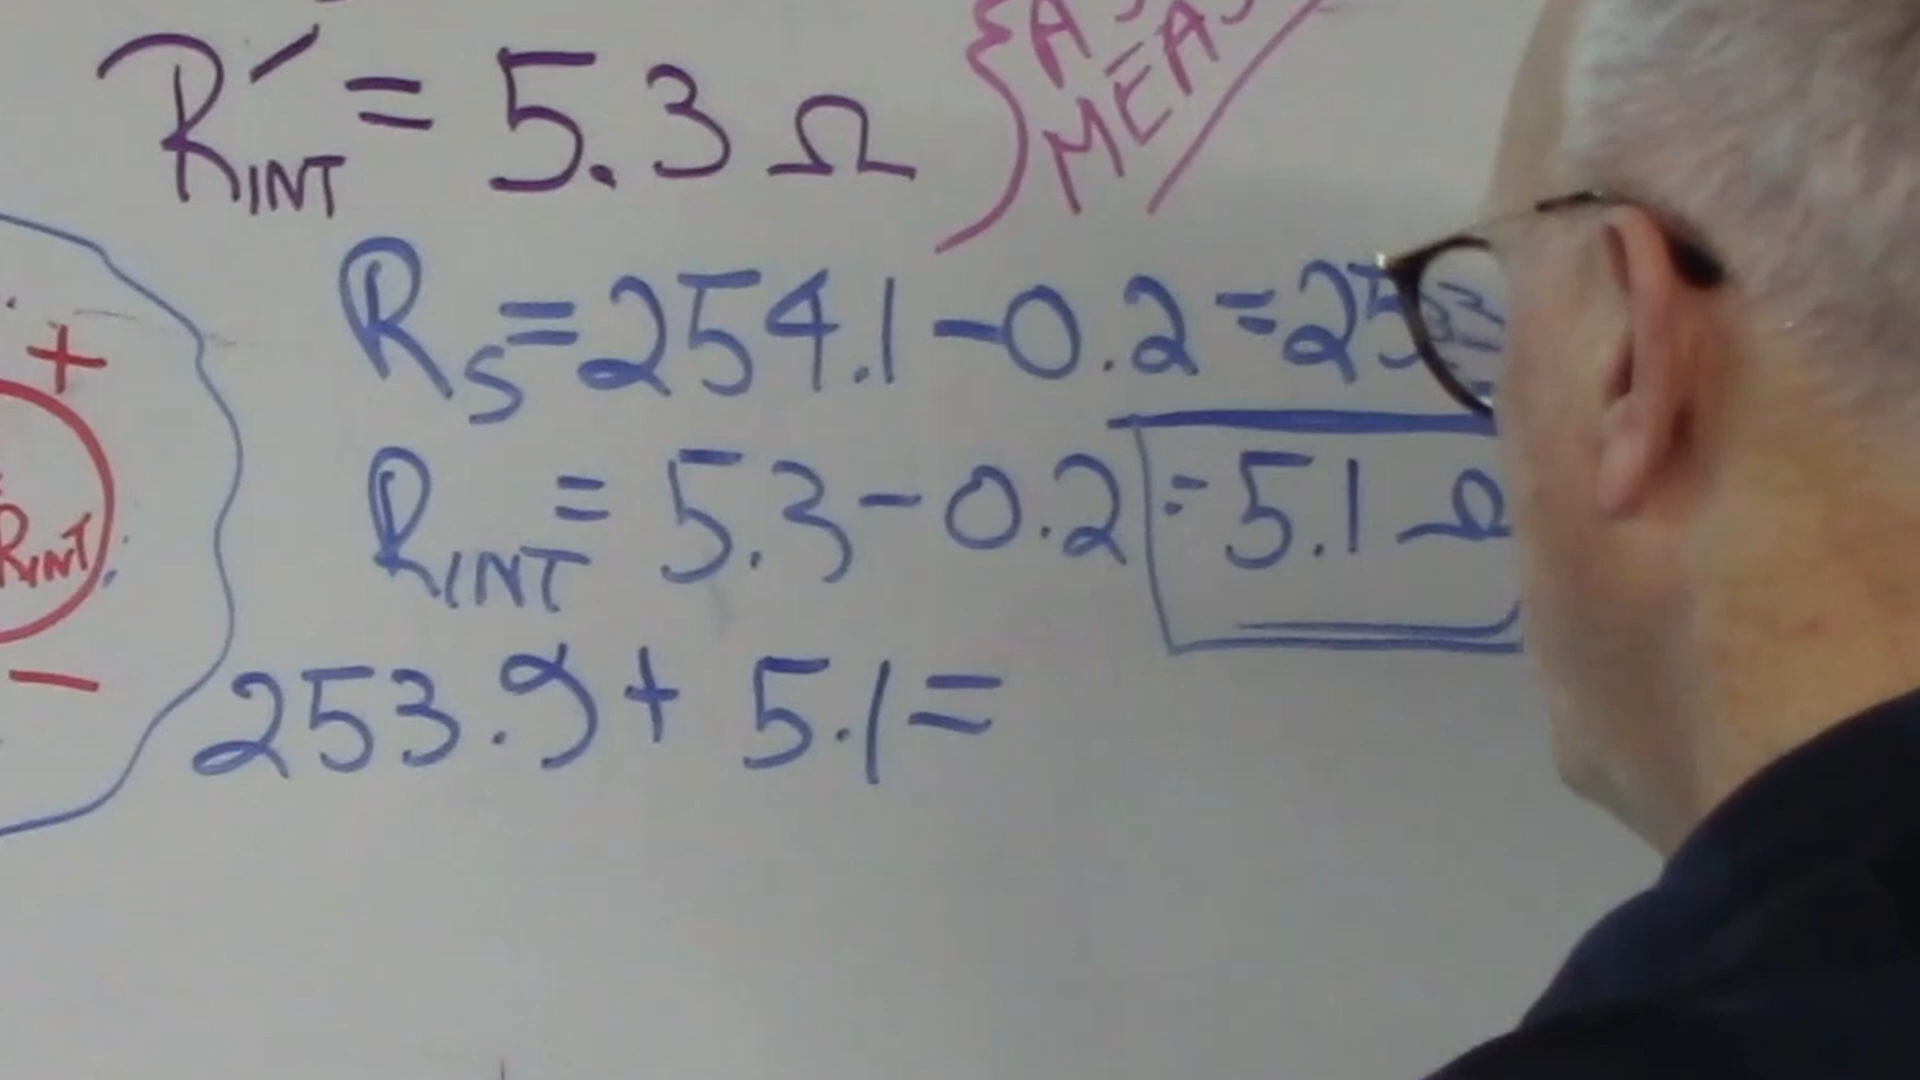 R'INT = 5.3 Ω
RS = 254.1 - 0.2 = 25
RINT = 5.3 - 0.2 = 5.1 Ω
253.9 + 5.1 =
+
RINT
-